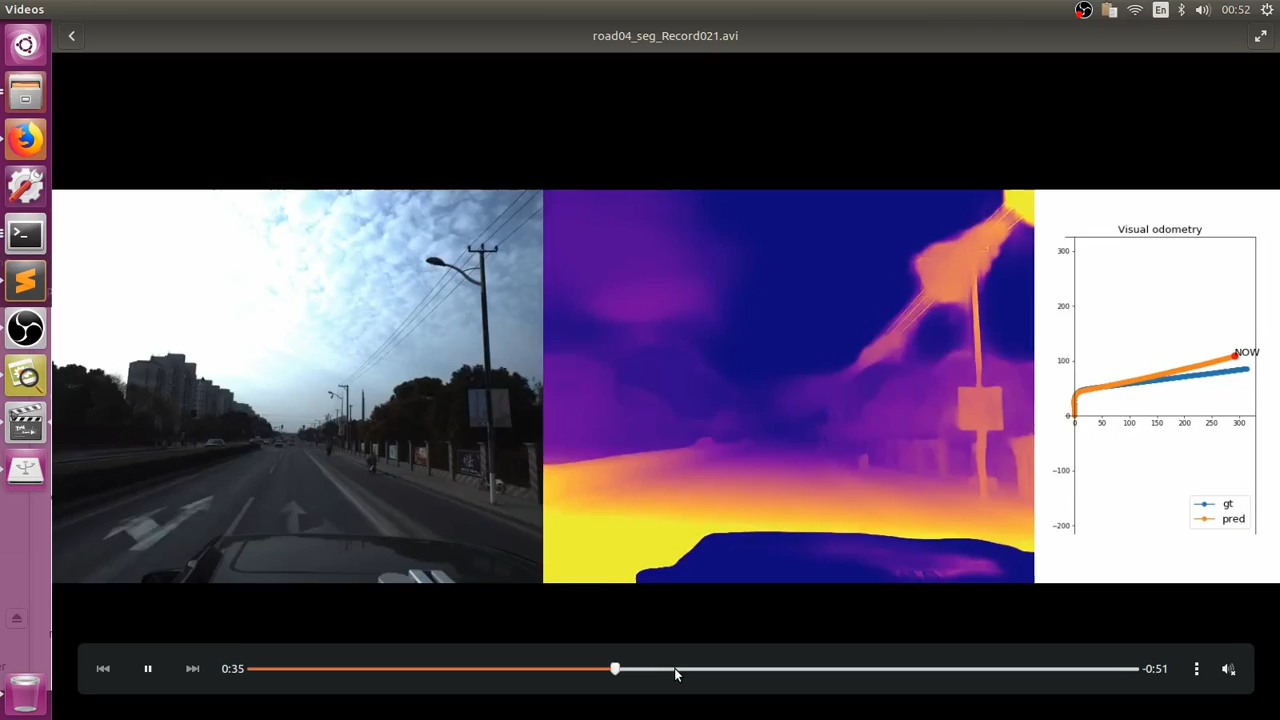 Videos
En
00:52
road04_seg_Record021.avi
Visual odometry
300
200
100
0
−100
−200
0 50 100 150 200 250 300
NOW
gt
pred
0:35
-0:51